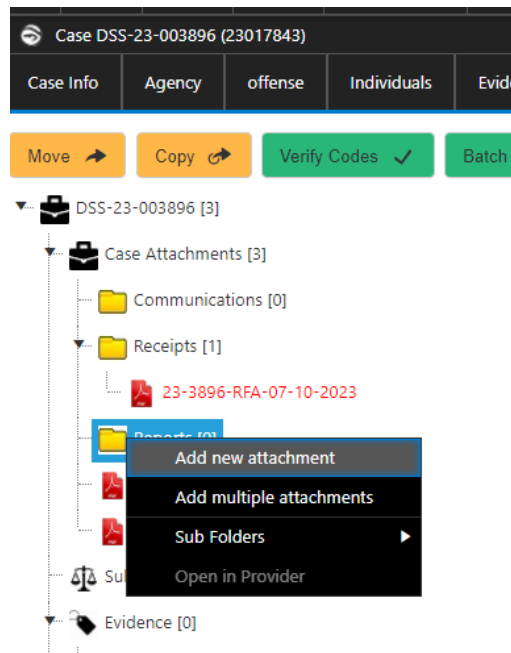 Case DSS-23-003896 (23017843)
Case Info Agency offense Individuals
Move Copy Verify Codes Batch
DSS-23-003896 [3]
Case Attachments [3]
Communications [0]
Receipts [1]
23-3896-RFA-07-10-2023
Reports [0]
Add new attachment
Add multiple attachments
Sub Folders
Open in Provider
Evidence [0]